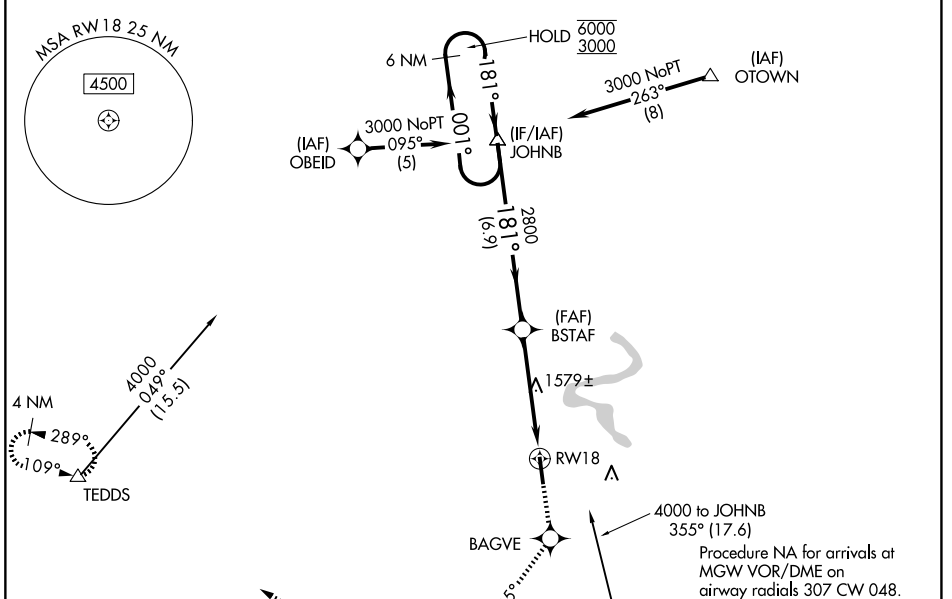 MSA RW18 25 NM
4500
HOLD
6000
3000
6 NM
181°
001°
3000 NoPT
263°
(8)
(IAF)
OTOWN
(IAF)
OBEID
3000 NoPT
095°
(5)
(IF/IAF)
JOHNB
2800
181°
(6.9)
(FAF)
BSTAF
1579±
4000
049°
(15.5)
4 NM
289°
109°
TEDDS
RW18
BAGVE
4000 to JOHNB
355° (17.6)
Procedure NA for arrivals at
MGW VOR/DME on
airway radials 307 CW 048.